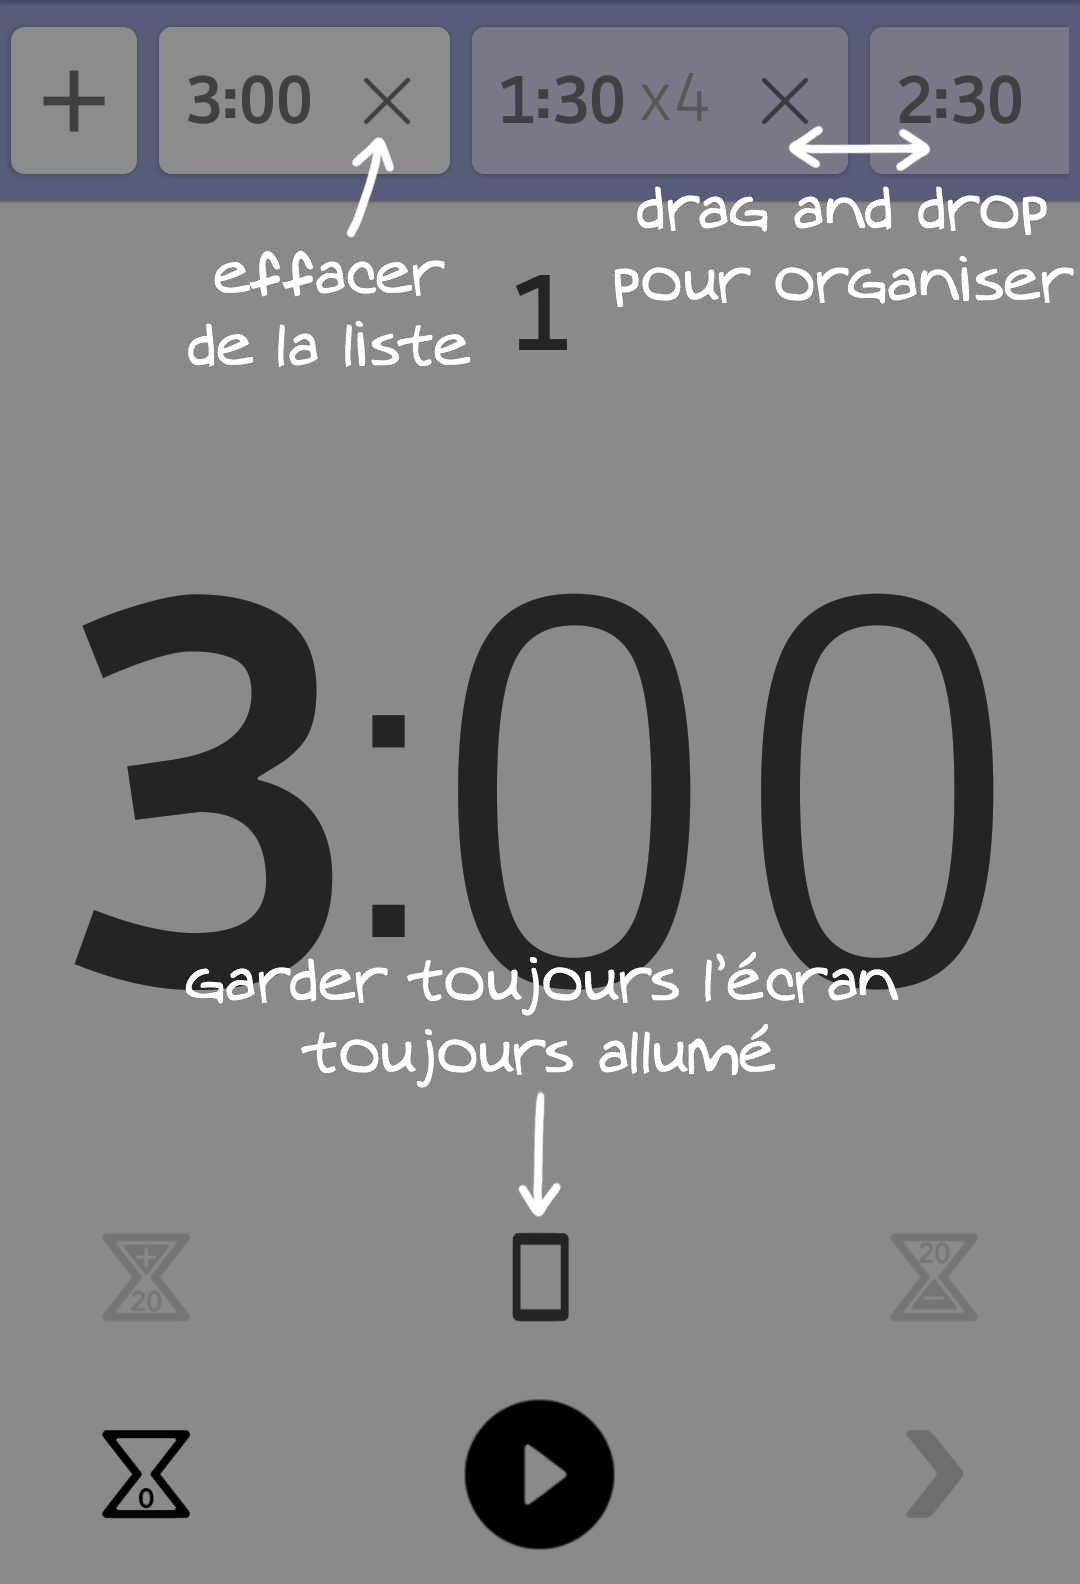 3:00
1:30 x4
2:30
drag and drop
pour organiser
effacer
de la liste
1
3:00
Garder toujours l'écran
toujours allumé
+
20
20
−
0